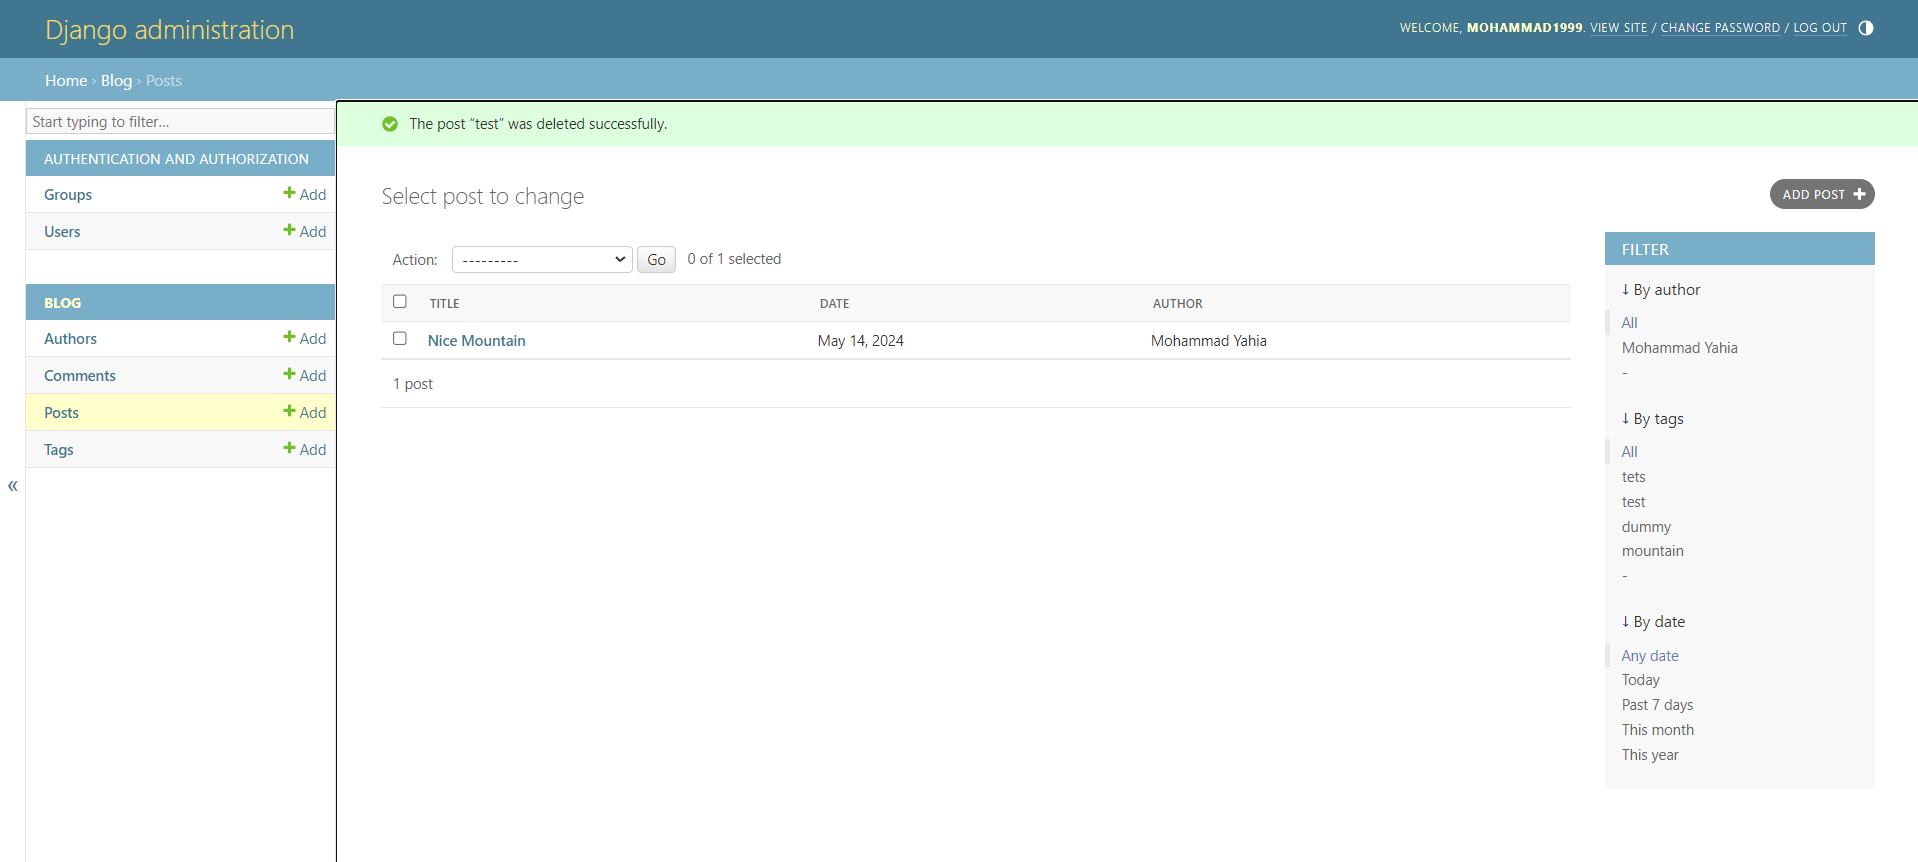 Django administration
WELCOME, MOHAMMAD1999. VIEW SITE / CHANGE PASSWORD / LOG OUT
Home › Blog › Posts
Start typing to filter...
AUTHENTICATION AND AUTHORIZATION
Groups + Add
Users + Add
BLOG
Authors + Add
Comments + Add
Posts + Add
Tags + Add
«
The post “test” was deleted successfully.
Select post to change
ADD POST +
Action: --------- Go 0 of 1 selected
TITLE DATE AUTHOR
Nice Mountain May 14, 2024 Mohammad Yahia
1 post
FILTER
↓ By author
All
Mohammad Yahia
-
↓ By tags
All
tets
test
dummy
mountain
-
↓ By date
Any date
Today
Past 7 days
This month
This year